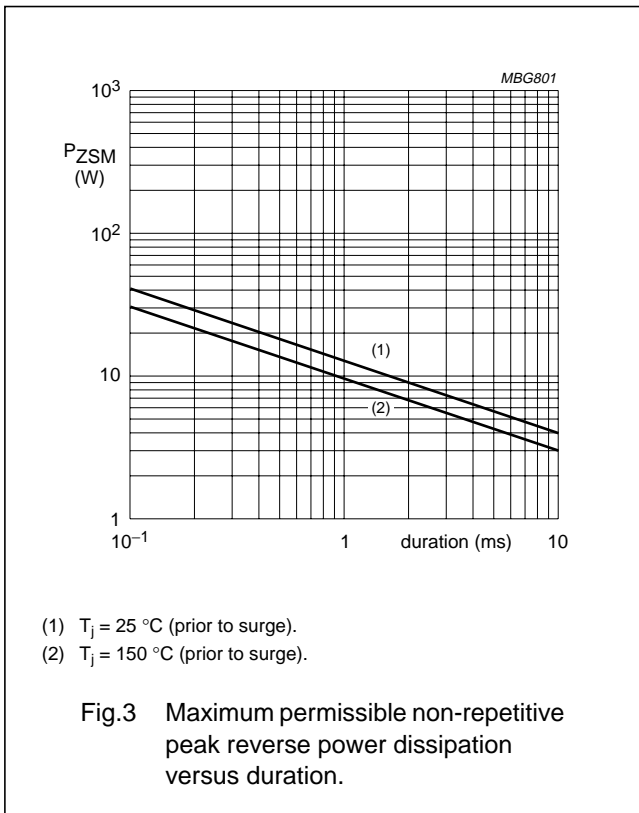 MBG801
10³
P_ZSM
(W)
10²
(1)
10
(2)
1
10⁻¹
1
duration (ms)
10
(1) T_j = 25 °C (prior to surge).
(2) T_j = 150 °C (prior to surge).
Fig.3 Maximum permissible non-repetitive
peak reverse power dissipation
versus duration.